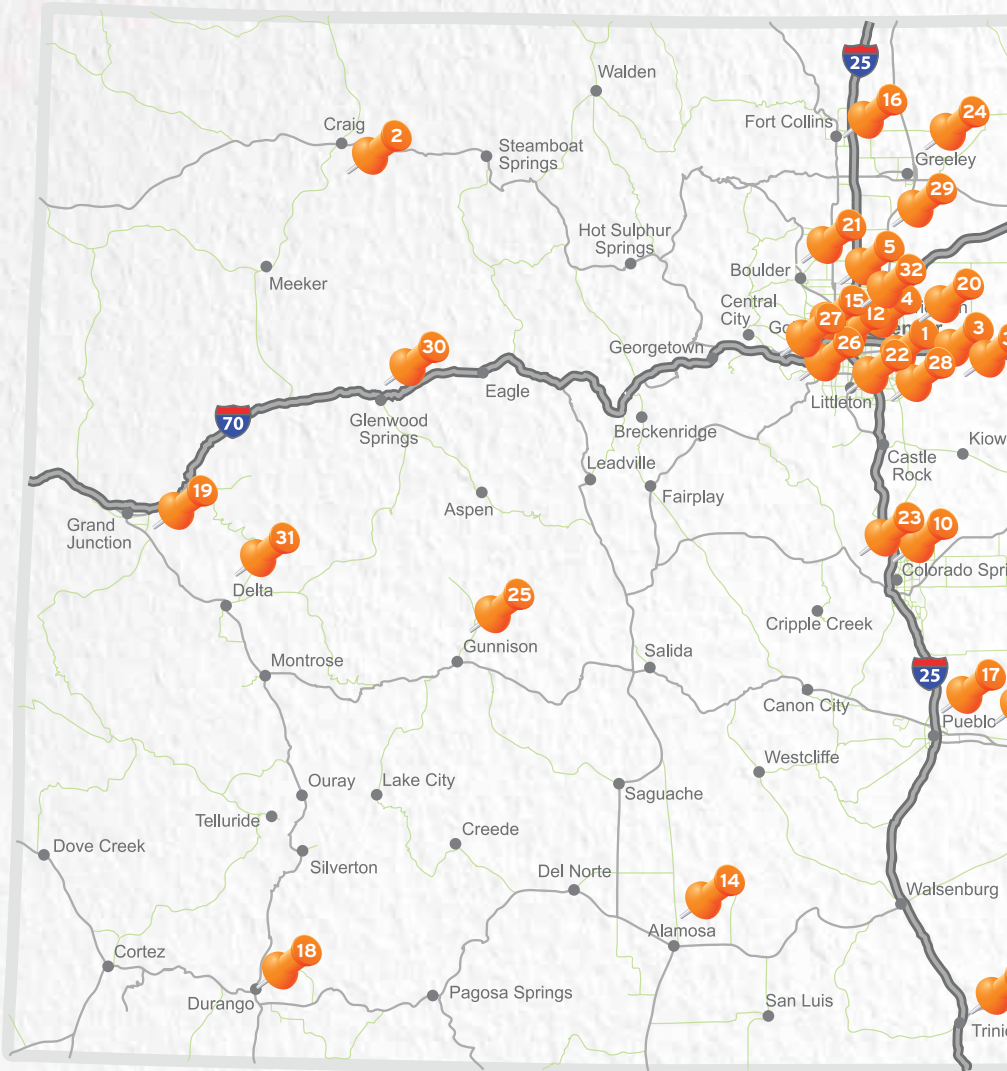 25
Walden
16
24
Fort Collins
Craig
2
Steamboat
Springs
Greeley
29
21
Hot Sulphur
Springs
5
Boulder
32
Meeker
20
Central
City
15
4
27
12
1
3
26
Georgetown
22
28
30
Eagle
Littleton
Glenwood
Springs
70
Breckenridge
Castle
Rock
Leadville
Fairplay
19
Aspen
Grand
Junction
23
10
31
Colorado Spri
Delta
25
Cripple Creek
Gunnison
Salida
Montrose
25
17
Canon City
Pueblo
Westcliffe
Ouray
Lake City
Saguache
Telluride
Creede
Dove Creek
Silverton
Del Norte
14
Walsenburg
Alamosa
Cortez
18
Durango
Pagosa Springs
San Luis
Trini